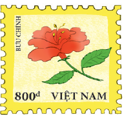 BƯU CHÍNH
800đ VIỆT NAM